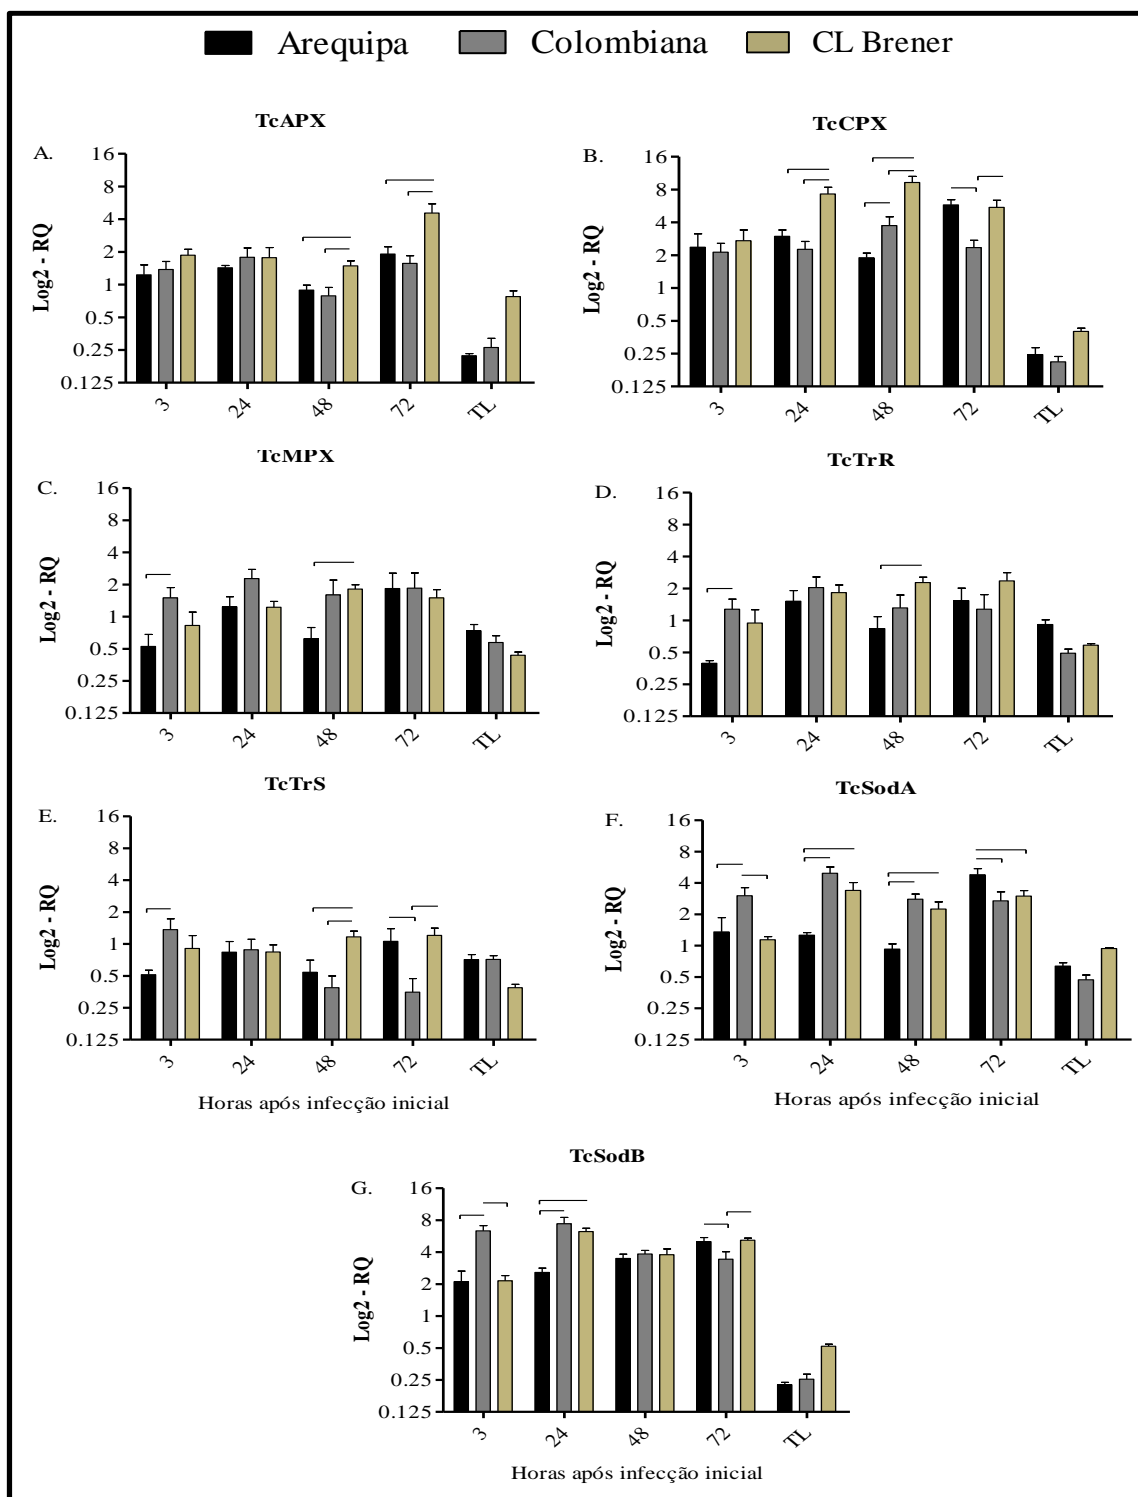 Arequipa Colombiana CL Brener
TcAPX
A.
Log2 - RQ
16
8
4
2
1
0.5
0.25
0.125
3 24 48 72 TL
TcCPX
B.
Log2 - RQ
16
8
4
2
1
0.5
0.25
0.125
3 24 48 72 TL
TcMPX
C.
Log2 - RQ
16
8
4
2
1
0.5
0.25
0.125
3 24 48 72 TL
TcTrR
D.
Log2 - RQ
16
8
4
2
1
0.5
0.25
0.125
3 24 48 72 TL
TcTrS
E.
Log2 - RQ
16
8
4
2
1
0.5
0.25
0.125
3 24 48 72 TL
Horas após infecção inicial
TcSodA
F.
Log2 - RQ
16
8
4
2
1
0.5
0.25
0.125
3 24 48 72 TL
Horas após infecção inicial
TcSodB
G.
Log2 - RQ
16
8
4
2
1
0.5
0.25
0.125
3 24 48 72 TL
Horas após infecção inicial